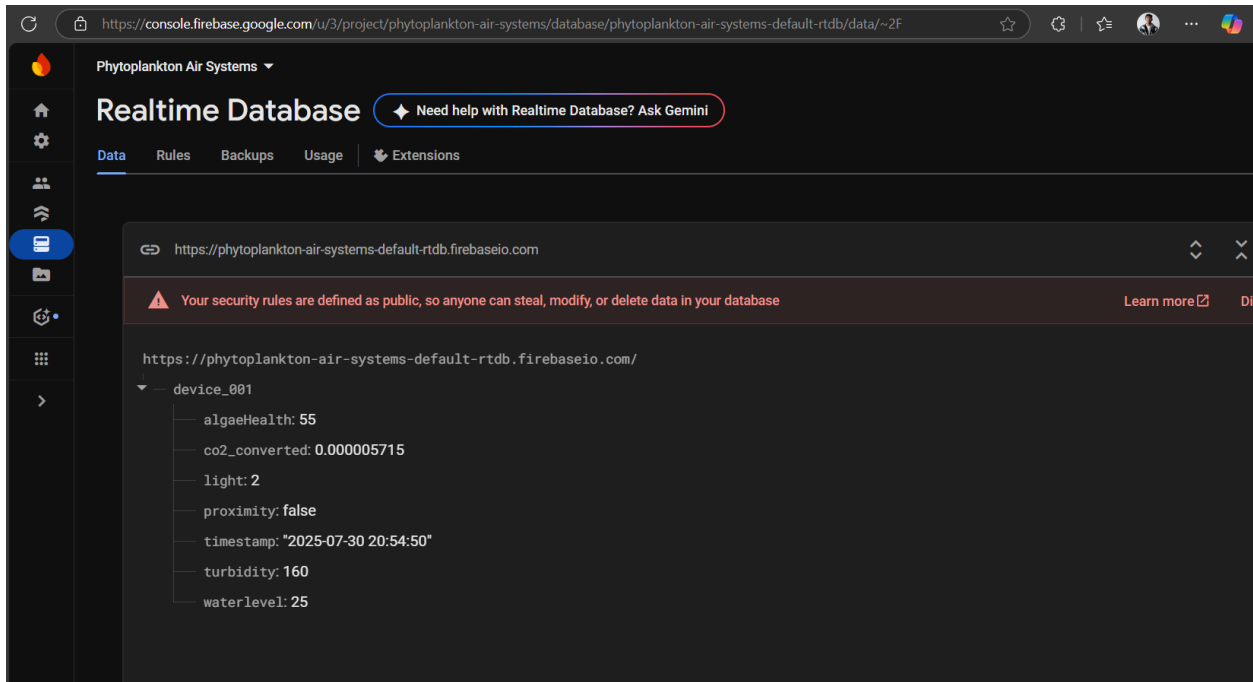 https://console.firebase.google.com/u/3/project/phytoplankton-air-systems/database/phytoplankton-air-systems-default-rtdb/data/~2F
Phytoplankton Air Systems
Realtime Database
Need help with Realtime Database? Ask Gemini
Data Rules Backups Usage Extensions
https://phytoplankton-air-systems-default-rtdb.firebaseio.com
Your security rules are defined as public, so anyone can steal, modify, or delete data in your database Learn more Di
https://phytoplankton-air-systems-default-rtdb.firebaseio.com/
device_001
algaeHealth: 55
co2_converted: 0.000005715
light: 2
proximity: false
timestamp: "2025-07-30 20:54:50"
turbidity: 160
waterlevel: 25